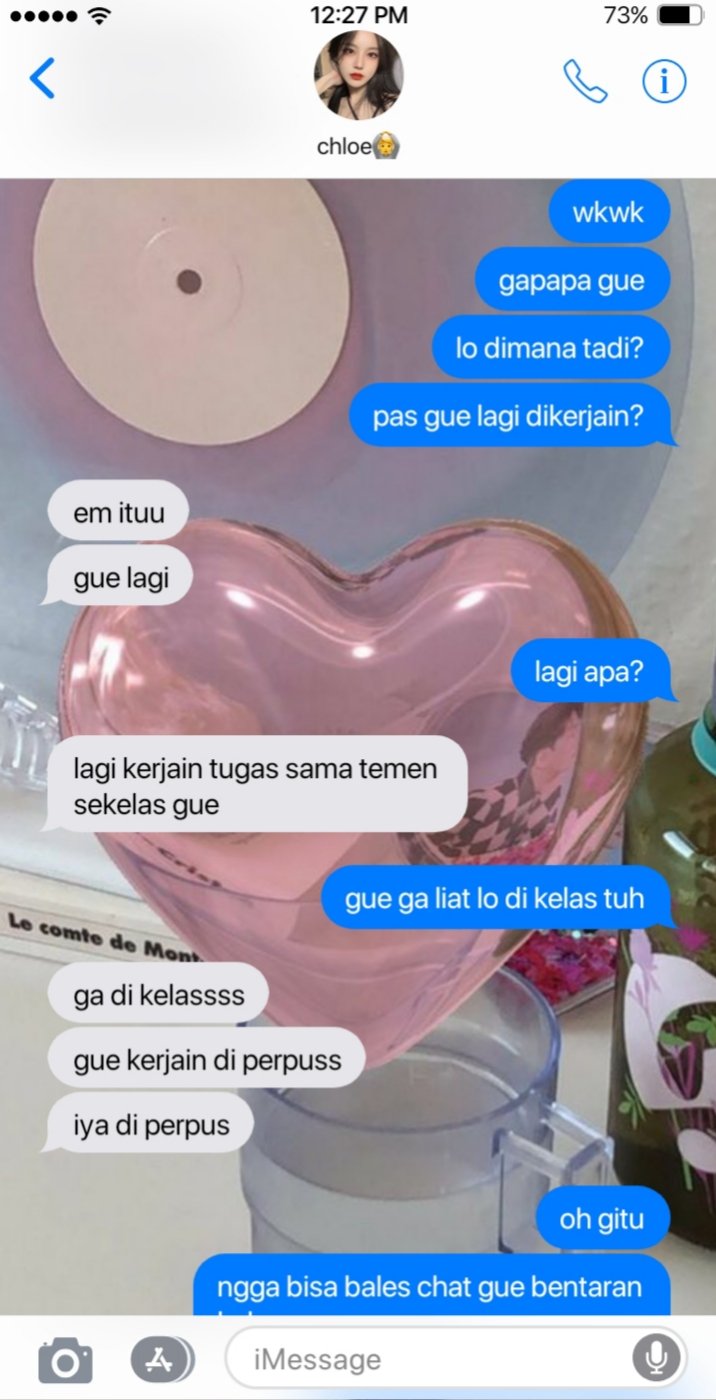 12:27 PM
73%
chloe
wkwk
gapapa gue
lo dimana tadi?
pas gue lagi dikerjain?
em ituu
gue lagi
lagi apa?
lagi kerjain tugas sama temen
sekelas gue
Crist
gue ga liat lo di kelas tuh
Le comte de Mont
ga di kelassss
gue kerjain di perpuss
iya di perpus
oh gitu
ngga bisa bales chat gue bentaran
iMessage